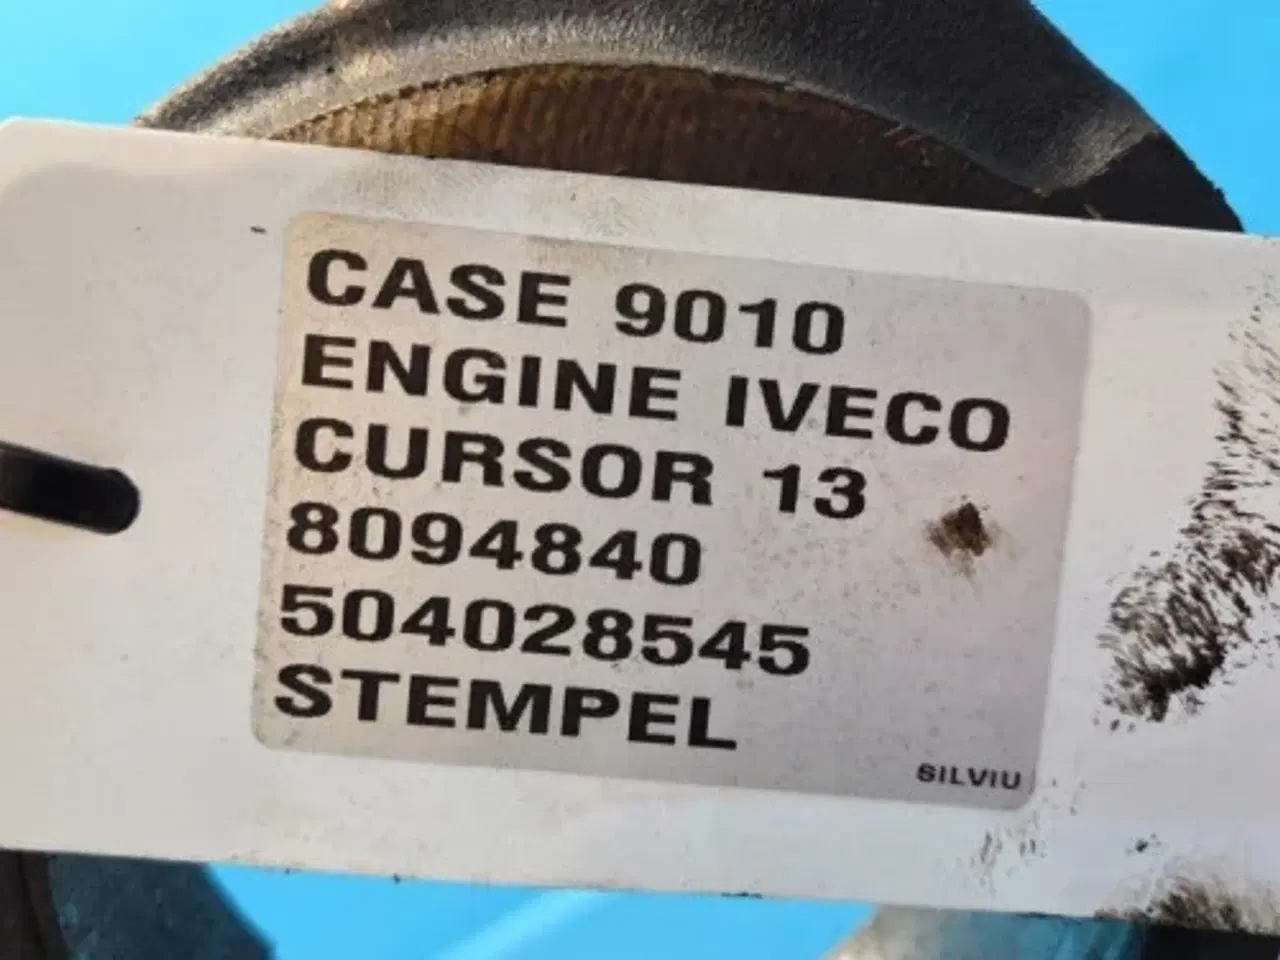 CASE 9010
ENGINE IVECO
CURSOR 13
8094840
504028545
STEMPEL
SILVIU